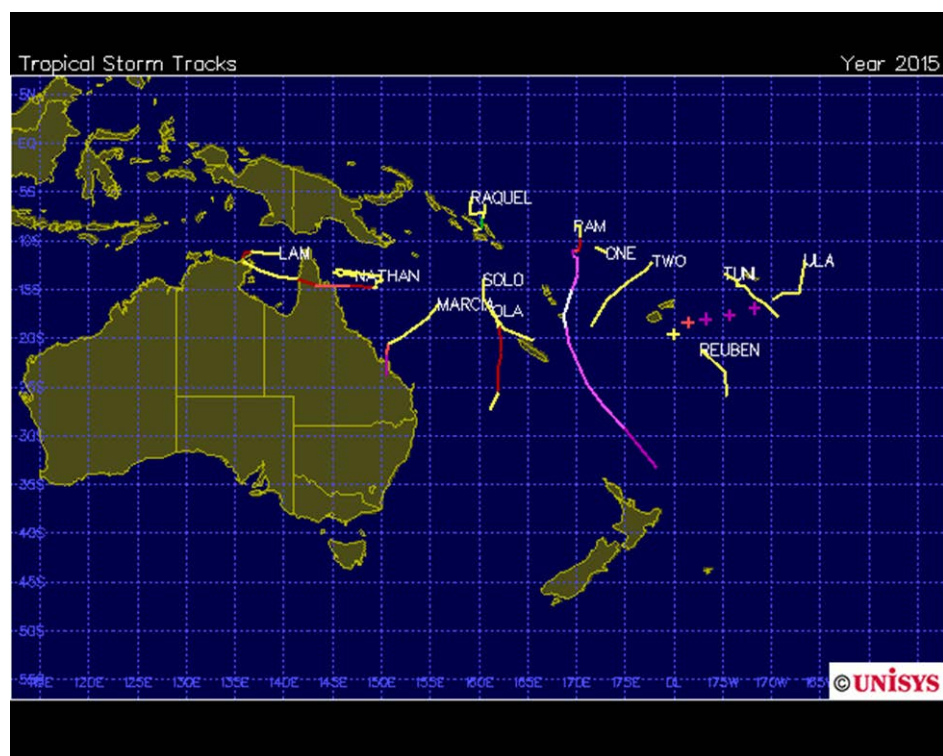 Tropical Storm Tracks
Year 2015
5N
EQ
5S
RAQUEL
10S
PAM
LAM
ONE
TWO
ULA
NATHAN
SOLO
TUNI
15S
MARCIA
OLA
20S
REUBEN
25S
30S
35S
45S
50S
55S
120E 125E 130E 135E 140E 145E 150E 155E 160E 165E 170E 175E DL 175W 170W
© UNISYS